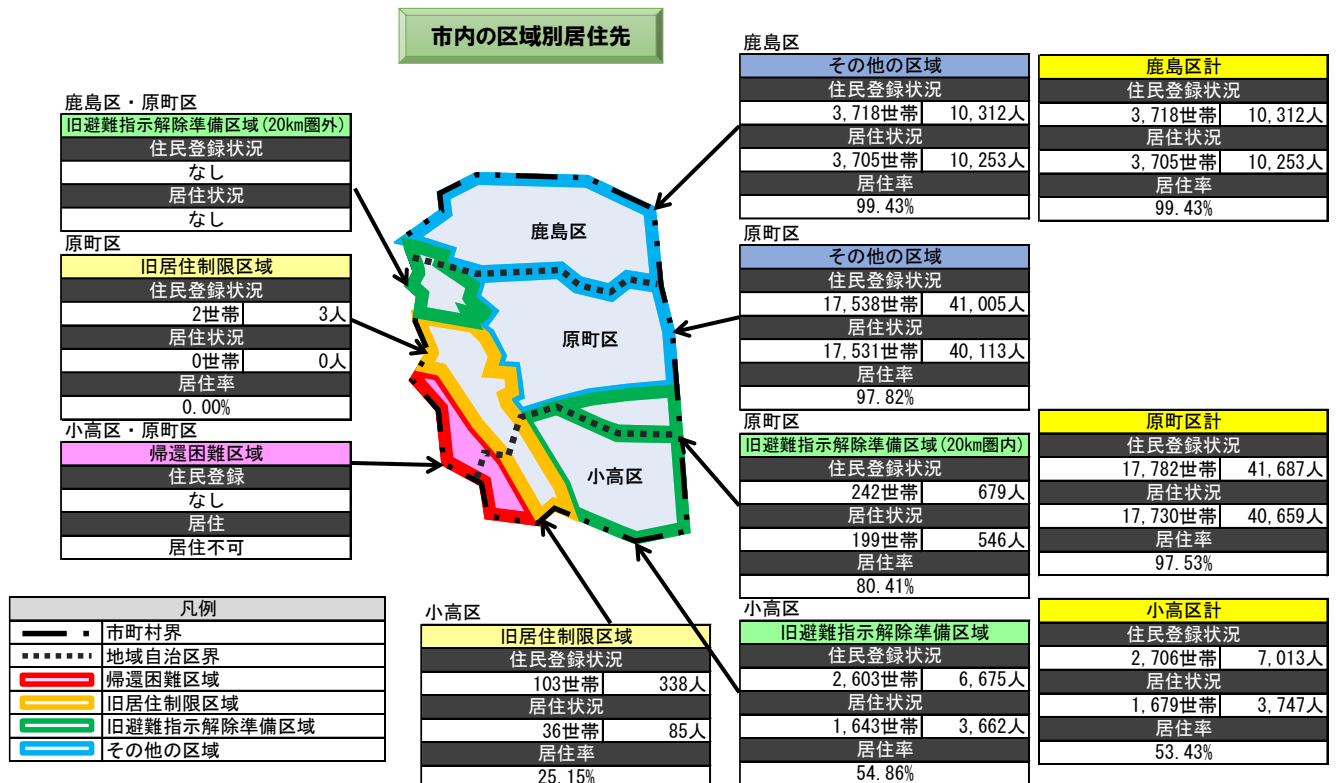 市内の区域別居住先
鹿島区・原町区
旧避難指示解除準備区域(20km圏外)
住民登録状況
なし
居住状況
なし
原町区
旧居住制限区域
住民登録状況
2世帯 3人
居住状況
0世帯 0人
居住率
0.00%
小高区・原町区
帰還困難区域
住民登録
なし
居住
居住不可
鹿島区
原町区
小高区
鹿島区
その他の区域
住民登録状況
3,718世帯 10,312人
居住状況
3,705世帯 10,253人
居住率
99.43%
鹿島区計
住民登録状況
3,718世帯 10,312人
居住状況
3,705世帯 10,253人
居住率
99.43%
原町区
その他の区域
住民登録状況
17,538世帯 41,005人
居住状況
17,531世帯 40,113人
居住率
97.82%
原町区
旧避難指示解除準備区域(20km圏内)
住民登録状況
242世帯 679人
居住状況
199世帯 546人
居住率
80.41%
原町区計
住民登録状況
17,782世帯 41,687人
居住状況
17,730世帯 40,659人
居住率
97.53%
凡例
市町村界
地域自治区界
帰還困難区域
旧居住制限区域
旧避難指示解除準備区域
その他の区域
小高区
旧居住制限区域
住民登録状況
103世帯 338人
居住状況
36世帯 85人
居住率
25.15%
小高区
旧避難指示解除準備区域
住民登録状況
2,603世帯 6,675人
居住状況
1,643世帯 3,662人
居住率
54.86%
小高区計
住民登録状況
2,706世帯 7,013人
居住状況
1,679世帯 3,747人
居住率
53.43%